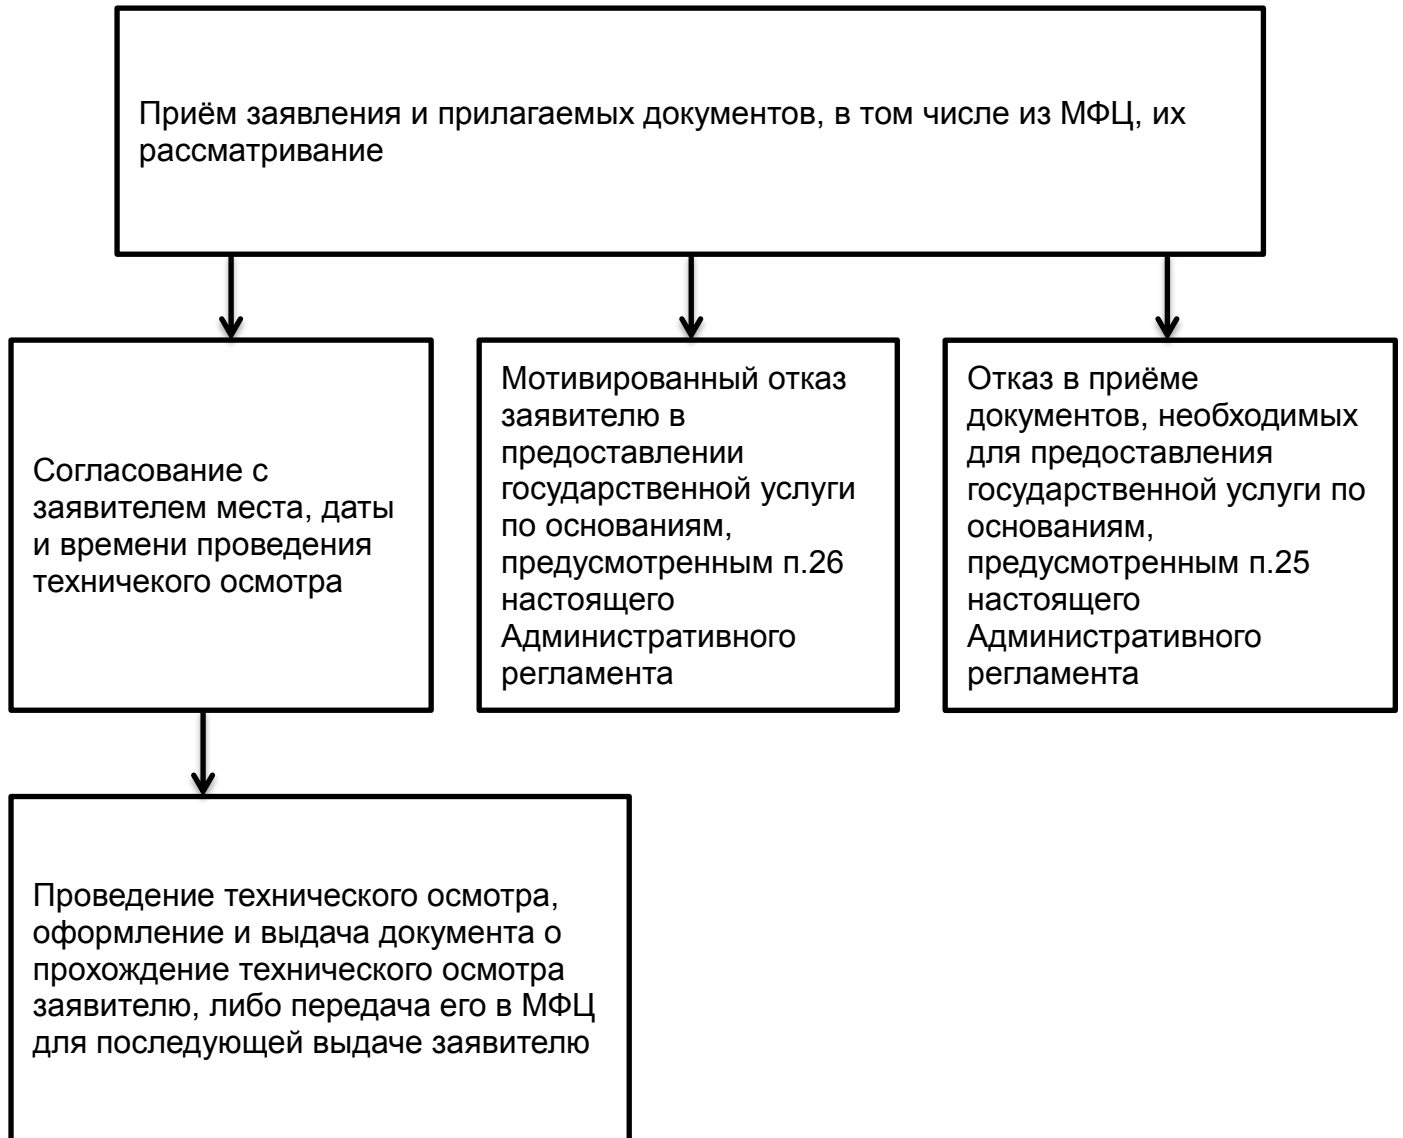 Приём заявления и прилагаемых документов, в том числе из МФЦ, их
рассматривание
Согласование с
заявителем места, даты
и времени проведения
техничекого осмотра
Мотивированный отказ
заявителю в
предоставлении
государственной услуги
по основаниям,
предусмотренным п.26
настоящего
Административного
регламента
Отказ в приёме
документов, необходимых
для предоставления
государственной услуги по
основаниям,
предусмотренным п.25
настоящего
Административного
регламента
Проведение технического осмотра,
оформление и выдача документа о
прохождение технического осмотра
заявителю, либо передача его в МФЦ
для последующей выдаче заявителю